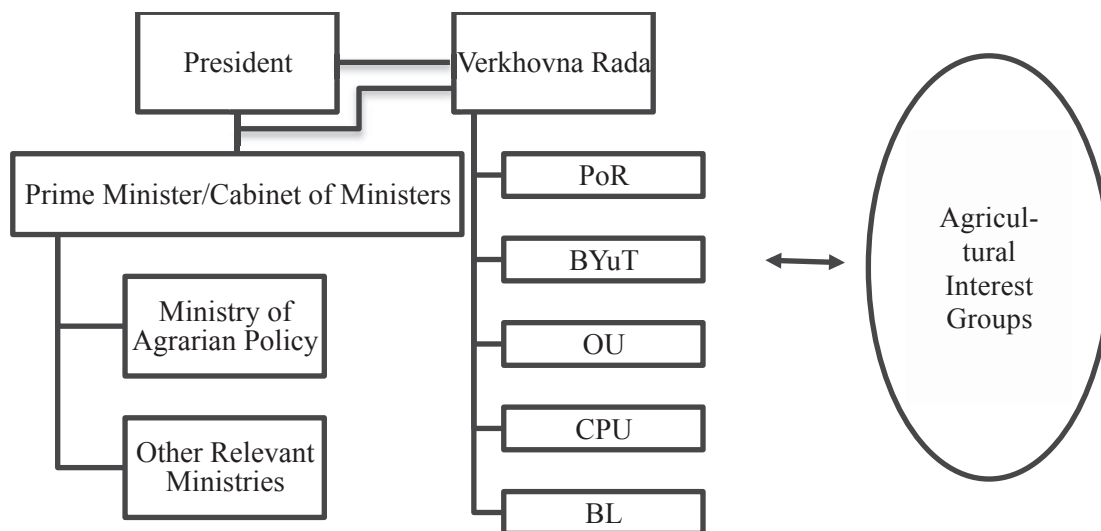 President
Verkhovna Rada
Prime Minister/Cabinet of Ministers
Ministry of
Agrarian Policy
Other Relevant
Ministries
PoR
BYuT
OU
CPU
BL
Agricul-
tural
Interest
Groups